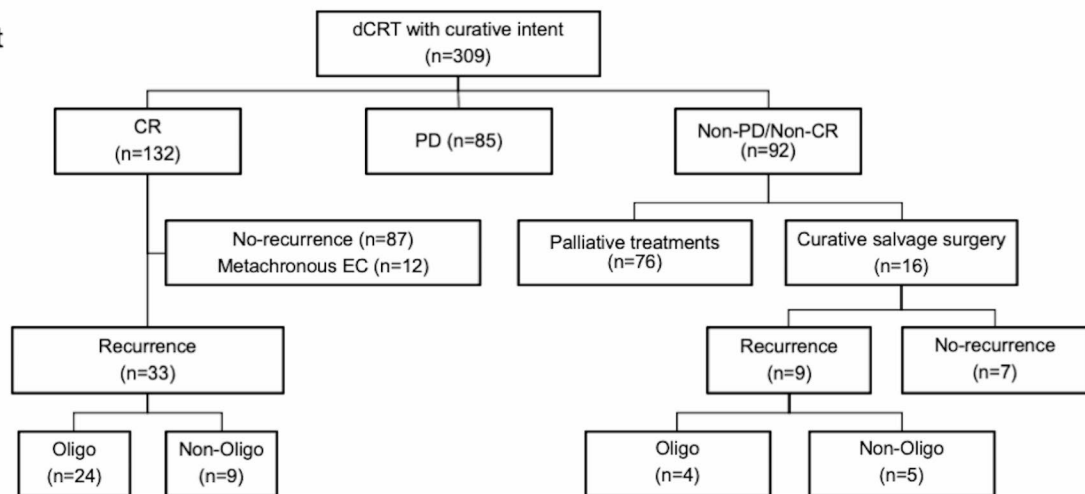 t
dCRT with curative intent
(n=309)
CR
(n=132)
PD (n=85)
Non-PD/Non-CR
(n=92)
No-recurrence (n=87)
Metachronous EC (n=12)
Palliative treatments
(n=76)
Curative salvage surgery
(n=16)
Recurrence
(n=33)
Recurrence
(n=9)
No-recurrence
(n=7)
Oligo
(n=24)
Non-Oligo
(n=9)
Oligo
(n=4)
Non-Oligo
(n=5)